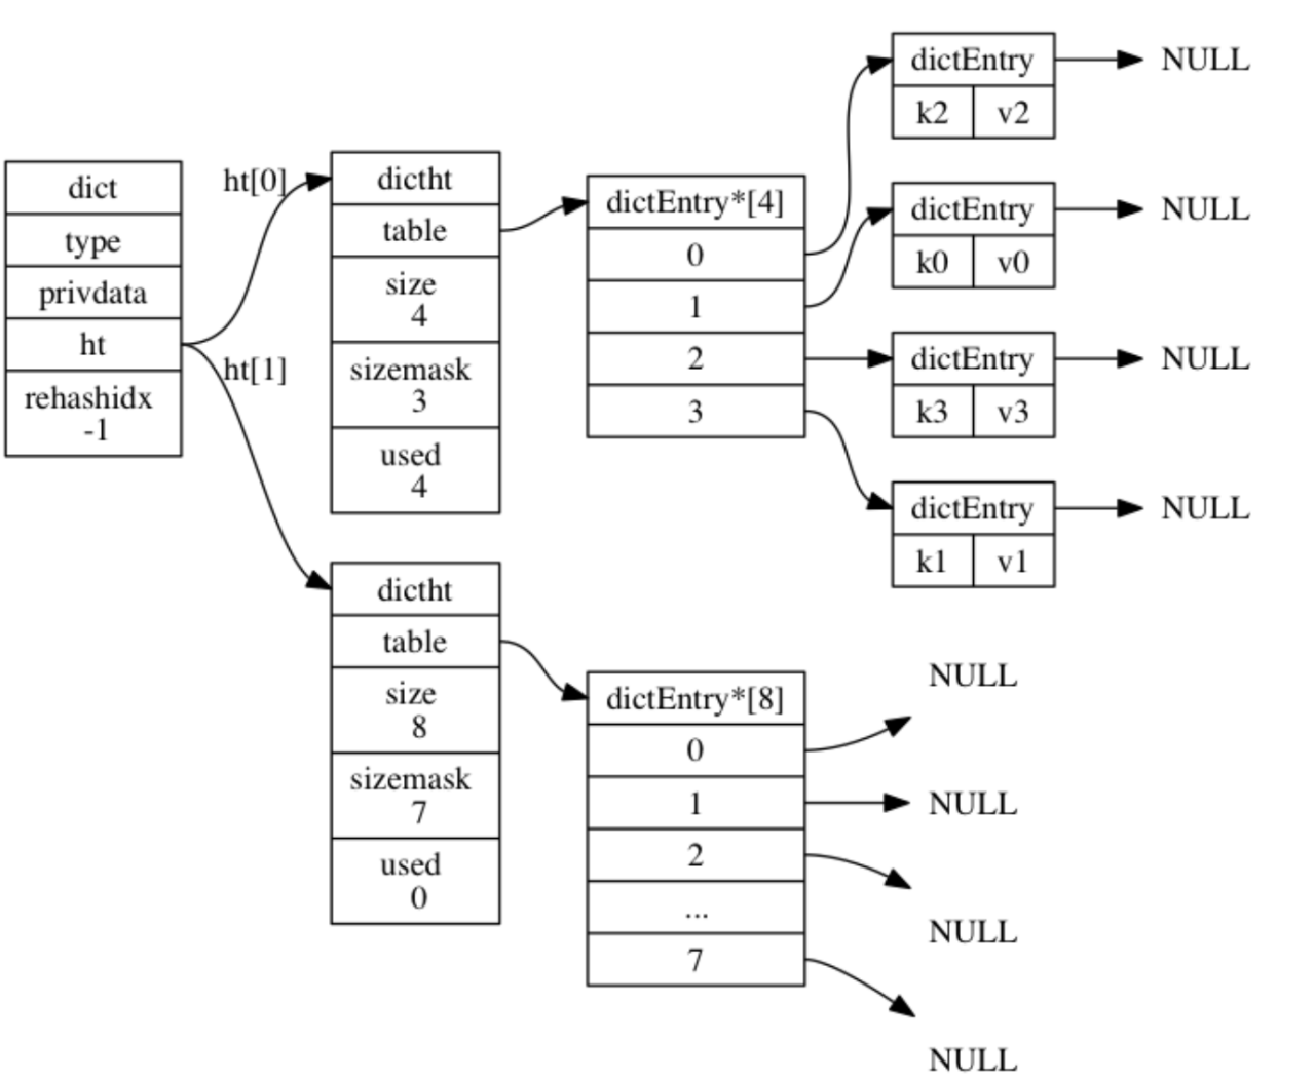 dict
type
privdata
ht
rehashidx
-1
ht[0]
ht[1]
dictht
table
size
4
sizemask
3
used
4
dictEntry*[4]
0
1
2
3
dictEntry
k2 v2
NULL
dictEntry
k0 v0
NULL
dictEntry
k3 v3
NULL
dictEntry
k1 v1
NULL
dictht
table
size
8
sizemask
7
used
0
dictEntry*[8]
0
1
2
...
7
NULL
NULL
NULL
NULL